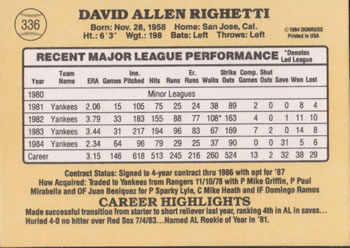 336
DAVID ALLEN RIGHETTI
Born: Nov. 28, 1958 Home: San Jose, Cal.
Ht.: 6'3" Wgt.: 198 Bats: Left Throws: Left
© 1984 DONRUSS
Printed in USA
RECENT MAJOR LEAGUE PERFORMANCE *Denotes Led League
Year Team Name ERA Games Inn. Pitched Hits Earn. Runs Walks Strike Outs Comp. Games Shut Outs Saves Won Lost
1980 Minor Leagues
1981 Yankees 2.06 15 105 75 25 24 38 89 2 0 0 8 4
1982 Yankees 3.79 33 183 155 88 77 108* 163 4 0 1 11 10
1983 Yankees 3.44 31 217 194 96 83 67 169 7 2 0 14 8
1984 Yankees 2.34 64 96 79 29 25 37 90 0 0 31 5 6
Career 3.15 146 618 513 241 216 256 524 13 2 32 38 29
Contract Status: Signed to 4-year contract thru 1986 with opt for '87
How Acquired: Traded to Yankees from Rangers 11/10/78 with P Mike Griffin, P Paul
Mirabella and OF Juan Beniquez for P Sparky Lyle, C Mike Heath and IF Domingo Ramos
CAREER HIGHLIGHTS
Made successful transition from starter to short reliever last year, ranking 4th in AL in saves...
Hurled 4-0 no hitter over Red Sox 7/4/83... Named AL Rookie of Year in '81.